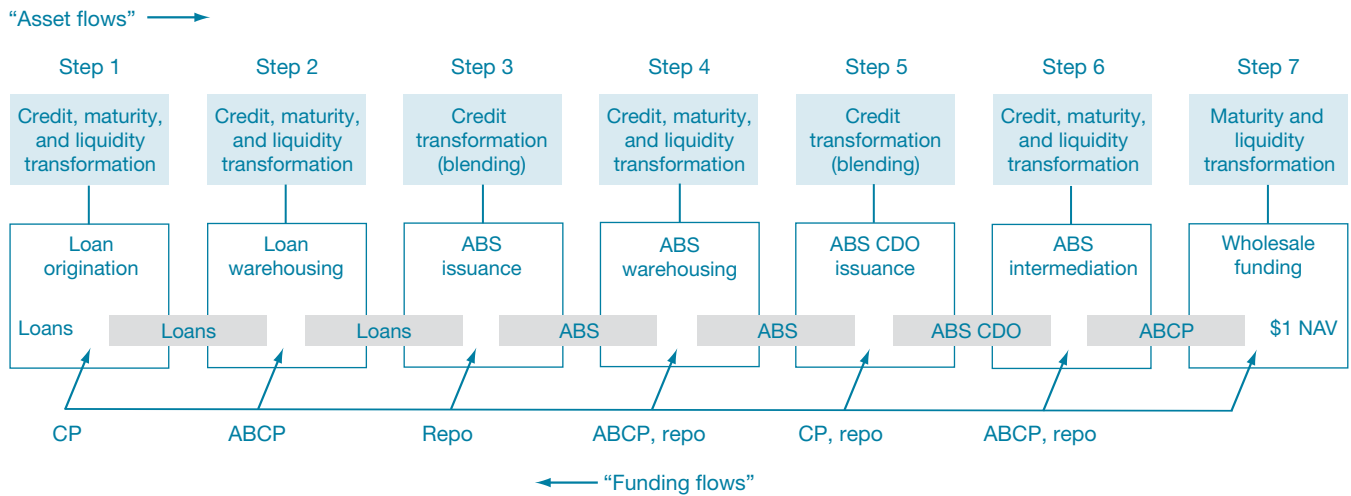 “Asset flows”
Step 1
Step 2
Step 3
Step 4
Step 5
Step 6
Step 7
Credit, maturity,
and liquidity
transformation
Credit, maturity,
and liquidity
transformation
Credit
transformation
(blending)
Credit, maturity,
and liquidity
transformation
Credit
transformation
(blending)
Credit, maturity,
and liquidity
transformation
Maturity and
liquidity
transformation
Loan
origination
Loan
warehousing
ABS
issuance
ABS
warehousing
ABS CDO
issuance
ABS
intermediation
Wholesale
funding
Loans
Loans
Loans
ABS
ABS
ABS CDO
ABCP
$1 NAV
CP
ABCP
Repo
ABCP, repo
CP, repo
ABCP, repo
“Funding flows”